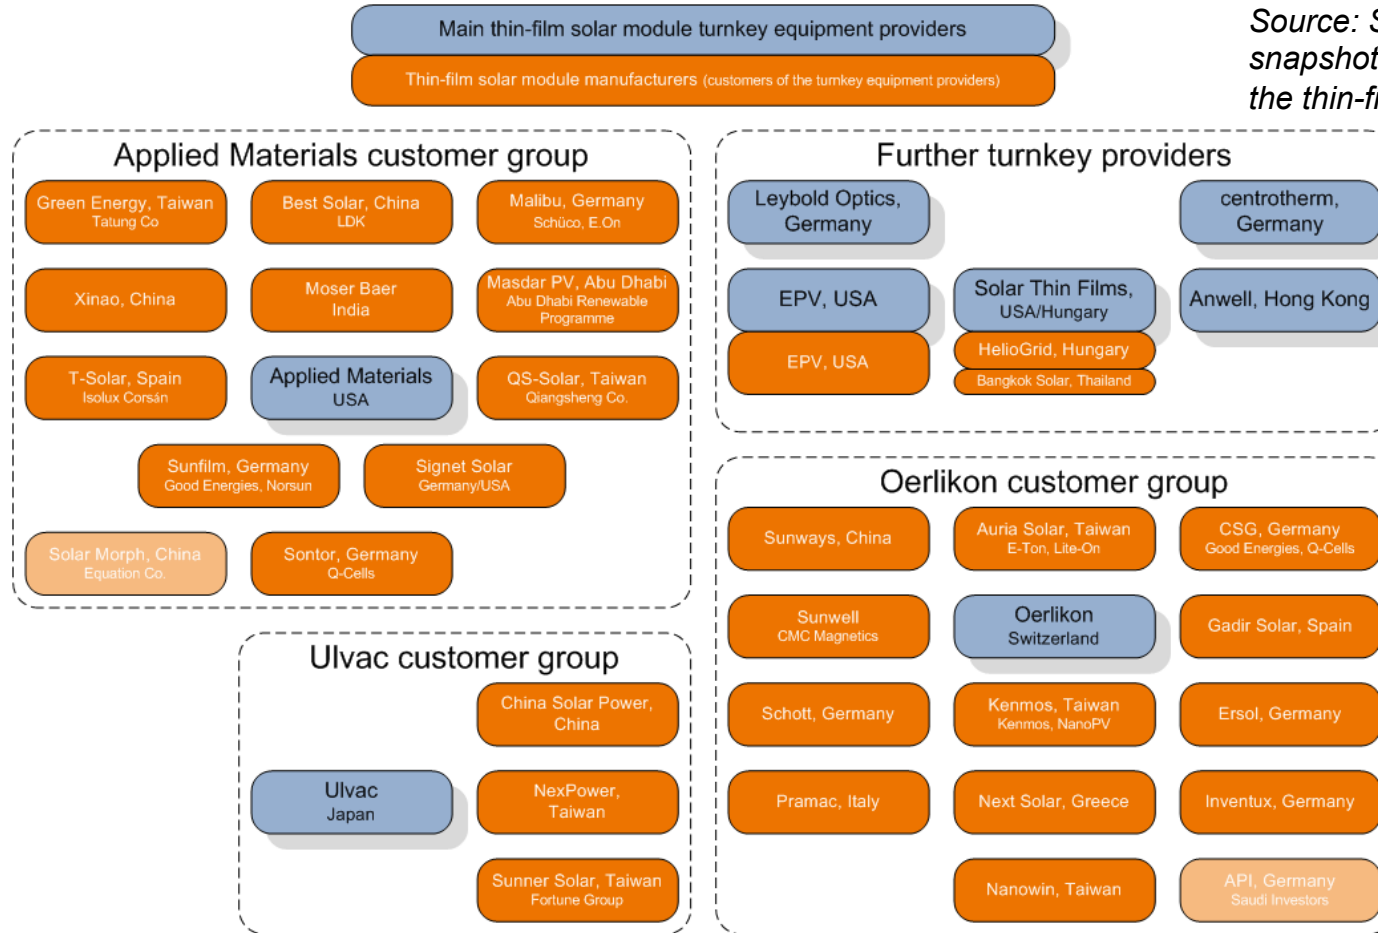 Main thin-film solar module turnkey equipment providers
Thin-film solar module manufacturers (customers of the turnkey equipment providers)
Source:
snapshot
the
Applied Materials customer group
Green Energy, Taiwan
Tatung Co
Best Solar, China
LDK
Malibu, Germany
Schüco, E.On
Xinao, China
Moser Baer
India
Masdar PV, Abu Dhabi
Abu Dhabi Renewable
Programme
T-Solar, Spain
Isolux Corsán
Applied Materials
USA
QS-Solar, Taiwan
Qiangsheng Co.
Sunfilm, Germany
Good Energies, Norsun
Signet Solar
Germany/USA
Solar Morph, China
Equation Co.
Sontor, Germany
Q-Cells
Further turnkey providers
Leybold Optics,
Germany
centrotherm,
Germany
EPV, USA
Solar Thin Films,
USA/Hungary
Anwell, Hong Kong
EPV, USA
HelioGrid, Hungary
Bangkok Solar, Thailand
Ulvac customer group
China Solar Power,
China
Ulvac
Japan
NexPower,
Taiwan
Sunner Solar, Taiwan
Fortune Group
Oerlikon customer group
Sunways, China
Auria Solar, Taiwan
E-Ton, Lite-On
CSG, Germany
Good Energies, Q-Cells
Sunwell
CMC Magnetics
Oerlikon
Switzerland
Gadir Solar, Spain
Schott, Germany
Kenmos, Taiwan
Kenmos, NanoPV
Ersol, Germany
Pramac, Italy
Next Solar, Greece
Inventux, Germany
Nanowin, Taiwan
API, Germany
Saudi Investors